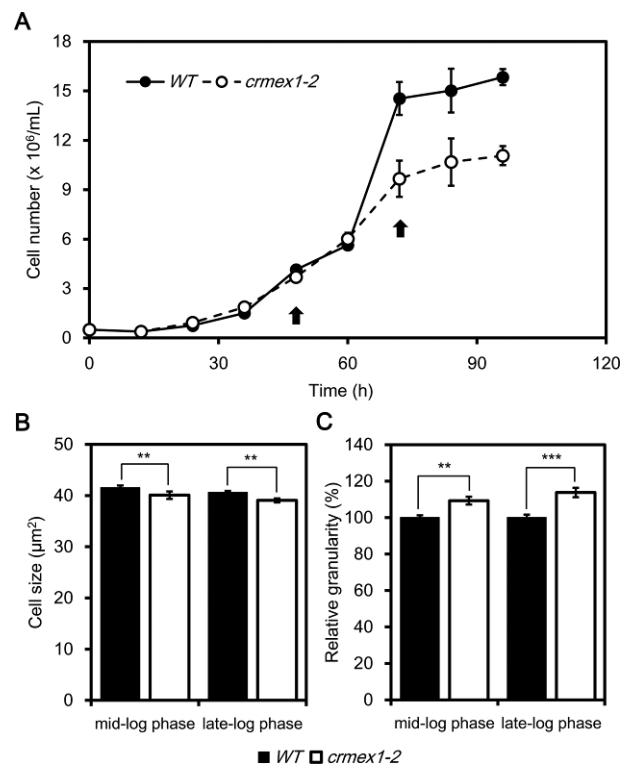 A
18
15
12
9
6
3
0
Cell number (x 10⁶/mL)
WT
crmex1-2
0
30
60
90
120
Time (h)
B
50
40
30
20
10
0
Cell size (µm²)
**
**
mid-log phase
late-log phase
C
140
120
100
80
60
40
20
0
Relative granularity (%)
**
***
mid-log phase
late-log phase
WT
crmex1-2